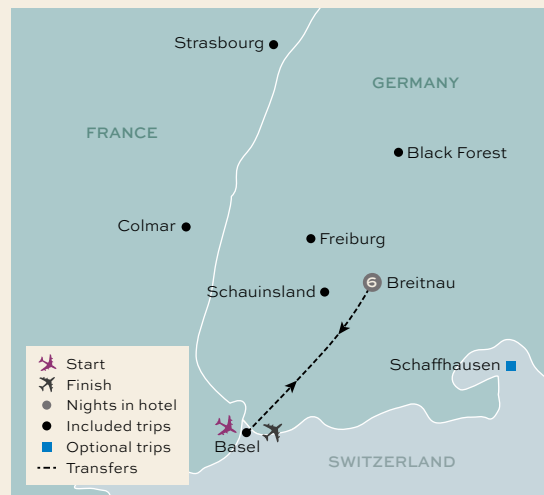 Strasbourg
GERMANY
FRANCE
Black Forest
Colmar
Freiburg
6 Breitnau
Schauinsland
Schaffhausen
Basel
SWITZERLAND
Start
Finish
Nights in hotel
Included trips
Optional trips
Transfers